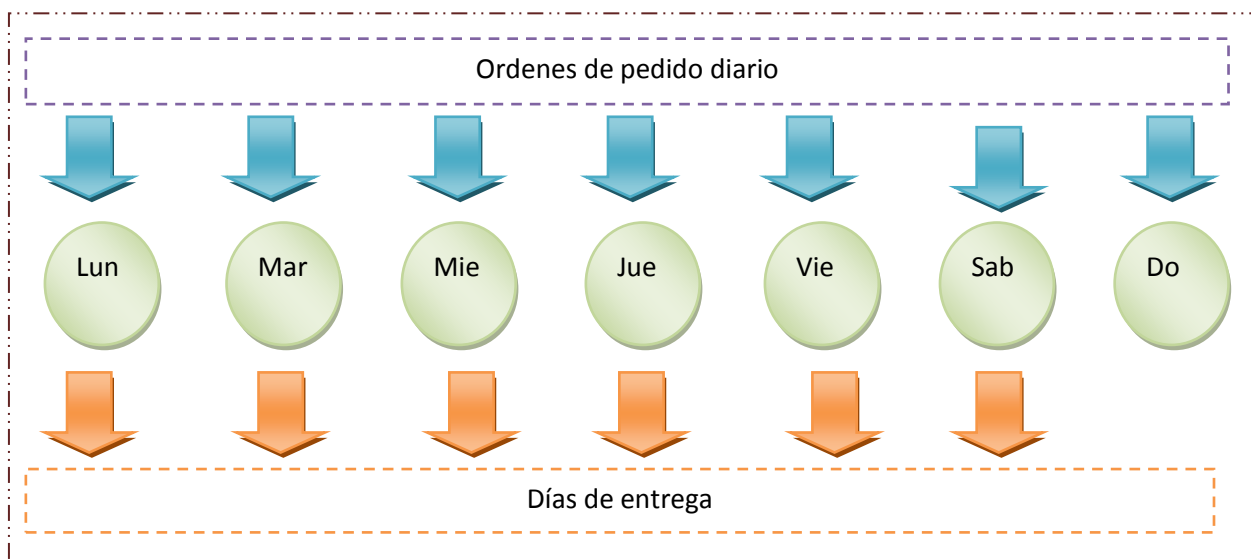 Ordenes de pedido diario
Lun Mar Mie Jue Vie Sab Do
Días de entrega